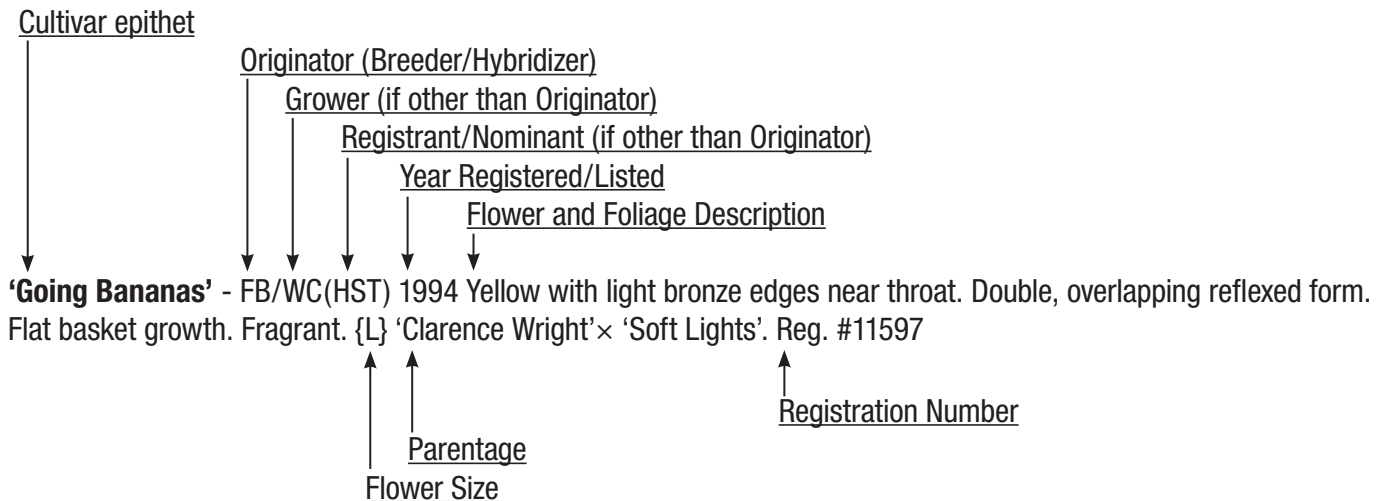 Cultivar epithet
Originator (Breeder/Hybridizer)
Grower (if other than Originator)
Registrant/Nominant (if other than Originator)
Year Registered/Listed
Flower and Foliage Description
‘Going Bananas’ - FB/WC(HST) 1994 Yellow with light bronze edges near throat. Double, overlapping reflexed form.
Flat basket growth. Fragrant. {L} ‘Clarence Wright’× ‘Soft Lights’. Reg. #11597
Registration Number
Parentage
Flower Size